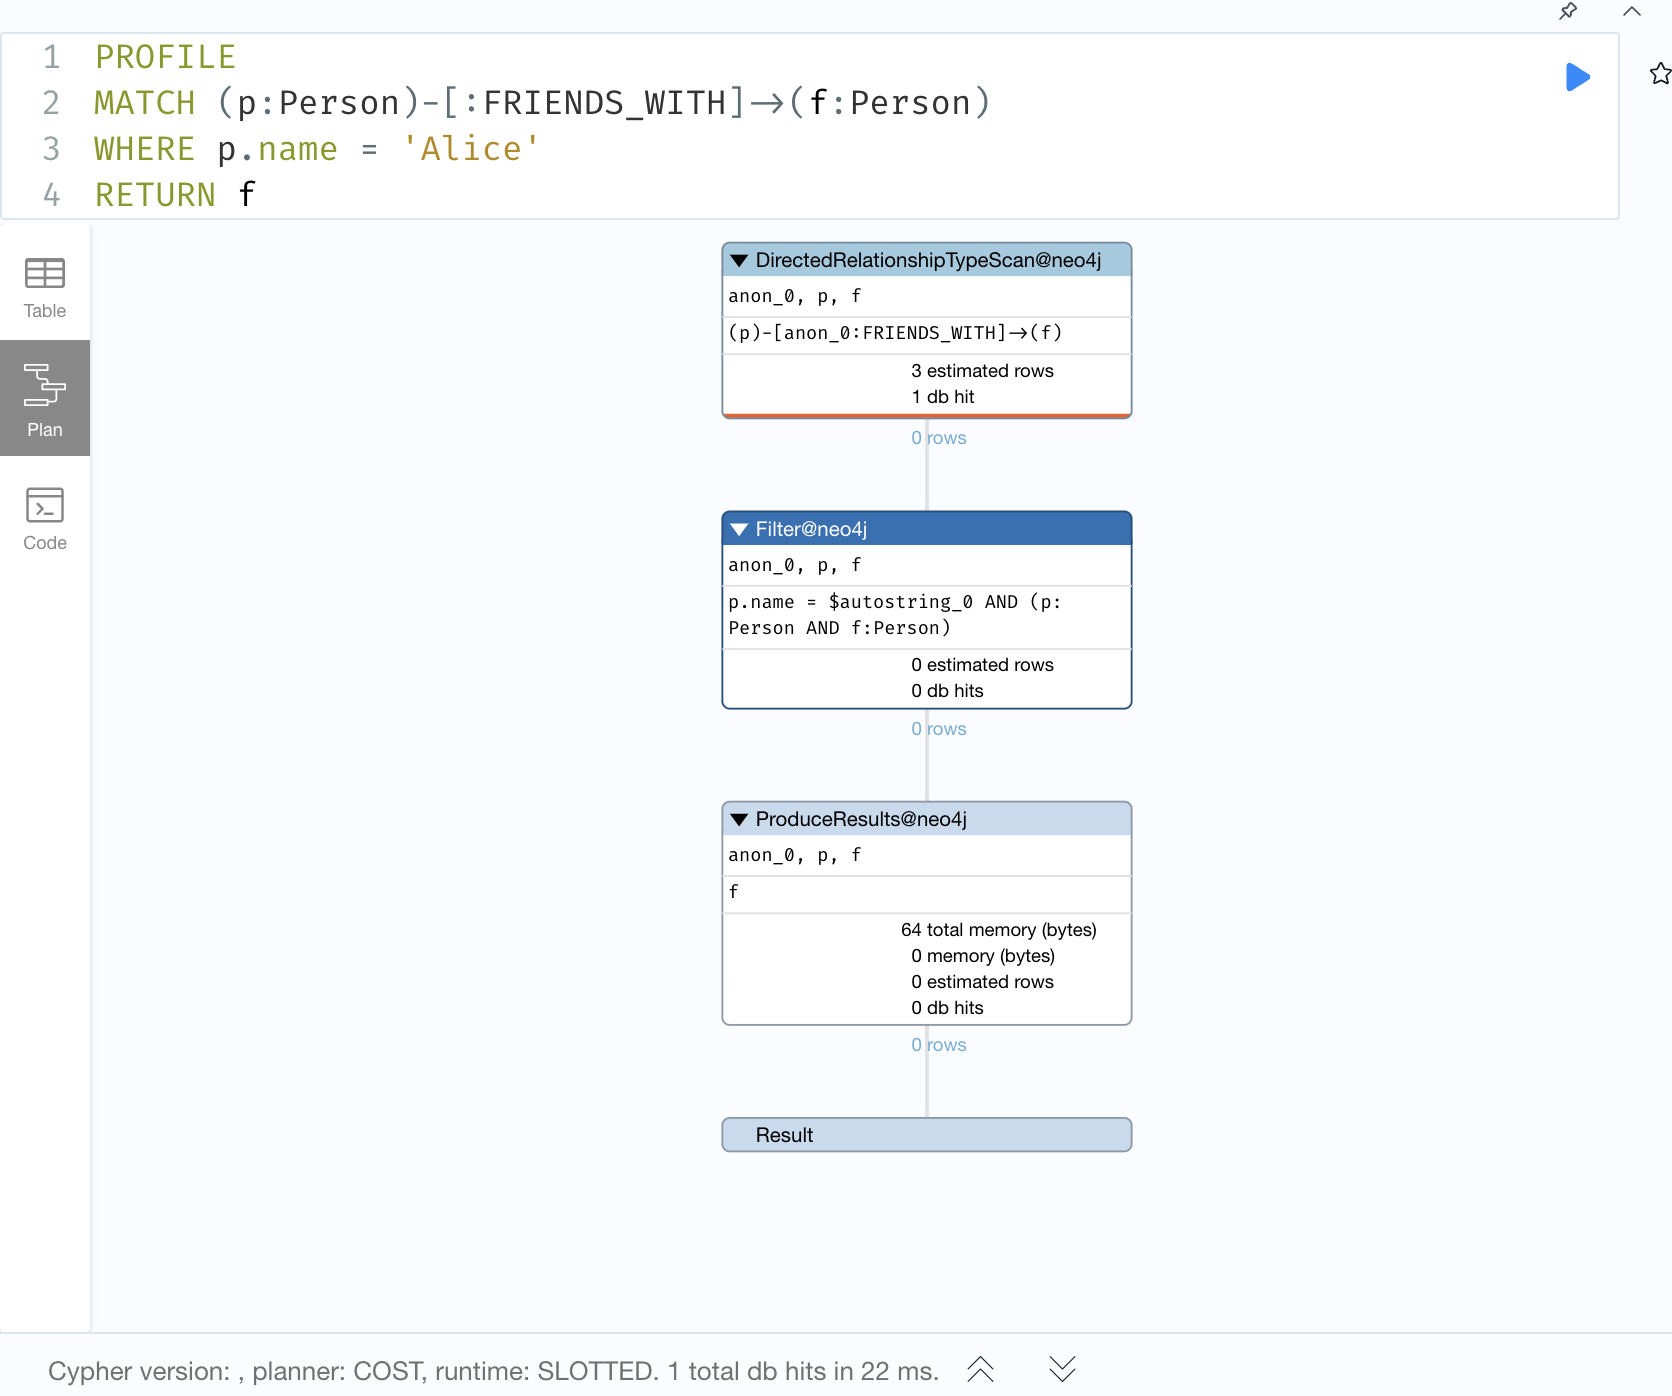 1 PROFILE
2 MATCH (p:Person)-[:FRIENDS_WITH]->(f:Person)
3 WHERE p.name = 'Alice'
4 RETURN f
Table
Plan
Code
DirectedRelationshipTypeScan@neo4j
anon_0, p, f
(p)-[anon_0:FRIENDS_WITH]->(f)
3 estimated rows
1 db hit
0 rows
Filter@neo4j
anon_0, p, f
p.name = $autostring_0 AND (p:
Person AND f:Person)
0 estimated rows
0 db hits
0 rows
ProduceResults@neo4j
anon_0, p, f
f
64 total memory (bytes)
0 memory (bytes)
0 estimated rows
0 db hits
0 rows
Result
Cypher version: , planner: COST, runtime: SLOTTED. 1 total db hits in 22 ms.